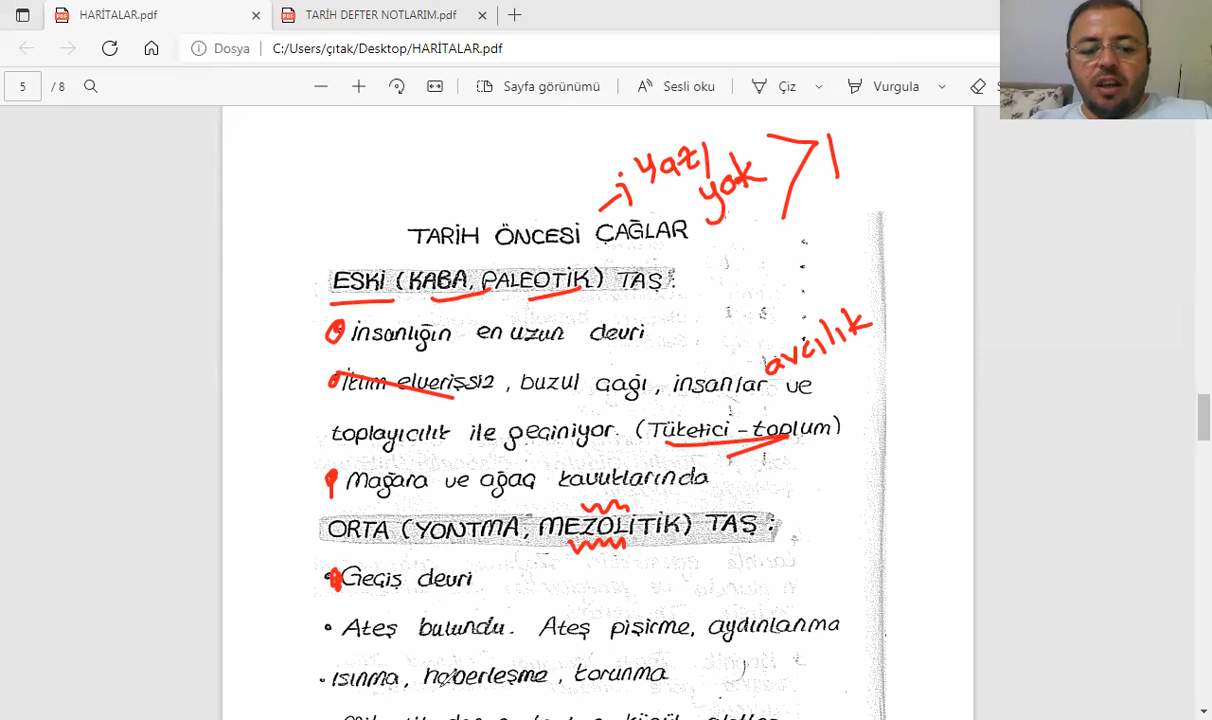 HARİTALAR.pdf
TARİH DEFTER NOTLARIM.pdf
Dosya C:/Users/çıtak/Desktop/HARİTALAR.pdf
5 /8 Sayfa görünümü Sesli oku Çiz Vurgula
yazı
yok
TARİH ÖNCESİ ÇAĞLAR
ESKİ (KABA, PALEOTİK) TAŞ:
• İnsanlığın en uzun devri
avcılık
• İklim elverişsiz, buzul çağı, insanlar ve
toplayıcılık ile geçiniyor. (Tüketici - toplum)
• Mağara ve ağaç kavuklarında
ORTA (YONTMA, MEZOLİTİK) TAŞ:
• Geçiş devri
• Ateş bulundu. Ateş pişirme, aydınlanma
• ısınma, haberleşme, korunma